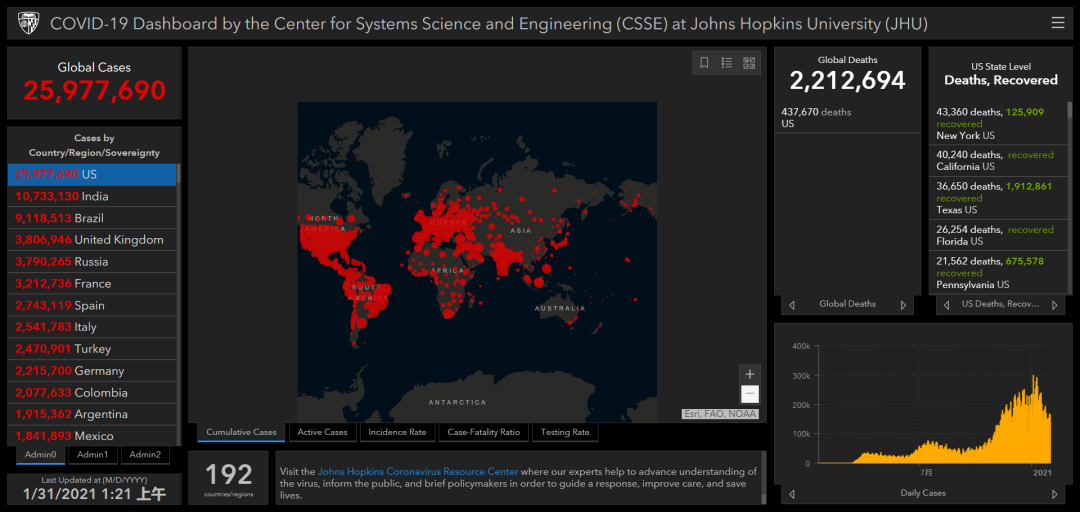 COVID-19 Dashboard by the Center for Systems Science and Engineering (CSSE) at Johns Hopkins University (JHU)
Global Cases
25,977,690
Cases by
Country/Region/Sovereignty
25,977,690 US
10,733,130 India
9,118,513 Brazil
3,806,946 United Kingdom
3,790,265 Russia
3,212,736 France
2,743,119 Spain
2,541,783 Italy
2,470,901 Turkey
2,215,700 Germany
2,077,633 Colombia
1,915,362 Argentina
1,841,893 Mexico
Admin0
Admin1
Admin2
Last Updated at (M/D/YYYY)
1/31/2021 1:21 上午
NORTH
AMERICA
EUROPE
ASIA
AFRICA
SOUTH
AMERICA
AUSTRALIA
ANTARCTICA
+
−
Esri, FAO, NOAA
Cumulative Cases
Active Cases
Incidence Rate
Case-Fatality Ratio
Testing Rate
192
countries/regions
Visit the Johns Hopkins Coronavirus Resource Center where our experts help to advance understanding of
the virus, inform the public, and brief policymakers in order to guide a response, improve care, and save
lives.
Global Deaths
2,212,694
437,670 deaths
US
Global Deaths
US State Level
Deaths, Recovered
43,360 deaths, 125,909
recovered
New York US
40,240 deaths, recovered
California US
36,650 deaths, 1,912,861
recovered
Texas US
26,254 deaths, recovered
Florida US
21,562 deaths, 675,578
recovered
Pennsylvania US
US Deaths, Recov...
400k
300k
200k
100k
0
7月
2021
Daily Cases